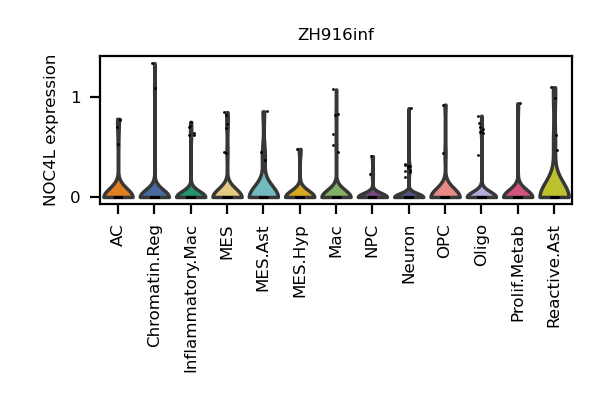 ZH916inf
NOC4L expression
1
0
AC
Chromatin.Reg
Inflammatory.Mac
MES
MES.Ast
MES.Hyp
Mac
NPC
Neuron
OPC
Oligo
Prolif.Metab
Reactive.Ast